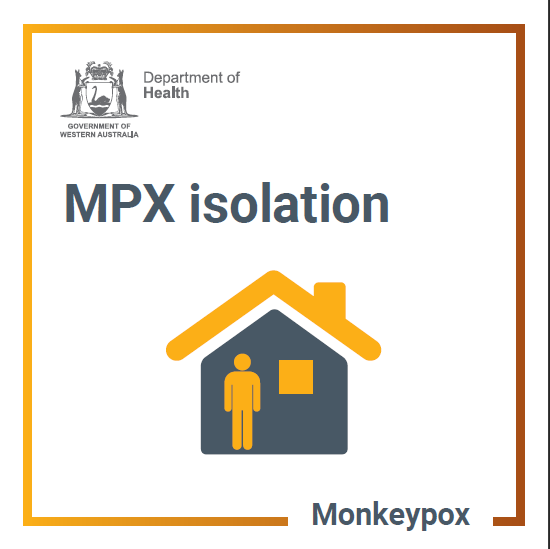 Department of
Health
GOVERNMENT OF
WESTERN AUSTRALIA
MPX isolation
Monkeypox